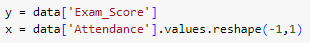 y = data['Exam_Score']
x = data['Attendance'].values.reshape(-1,1)